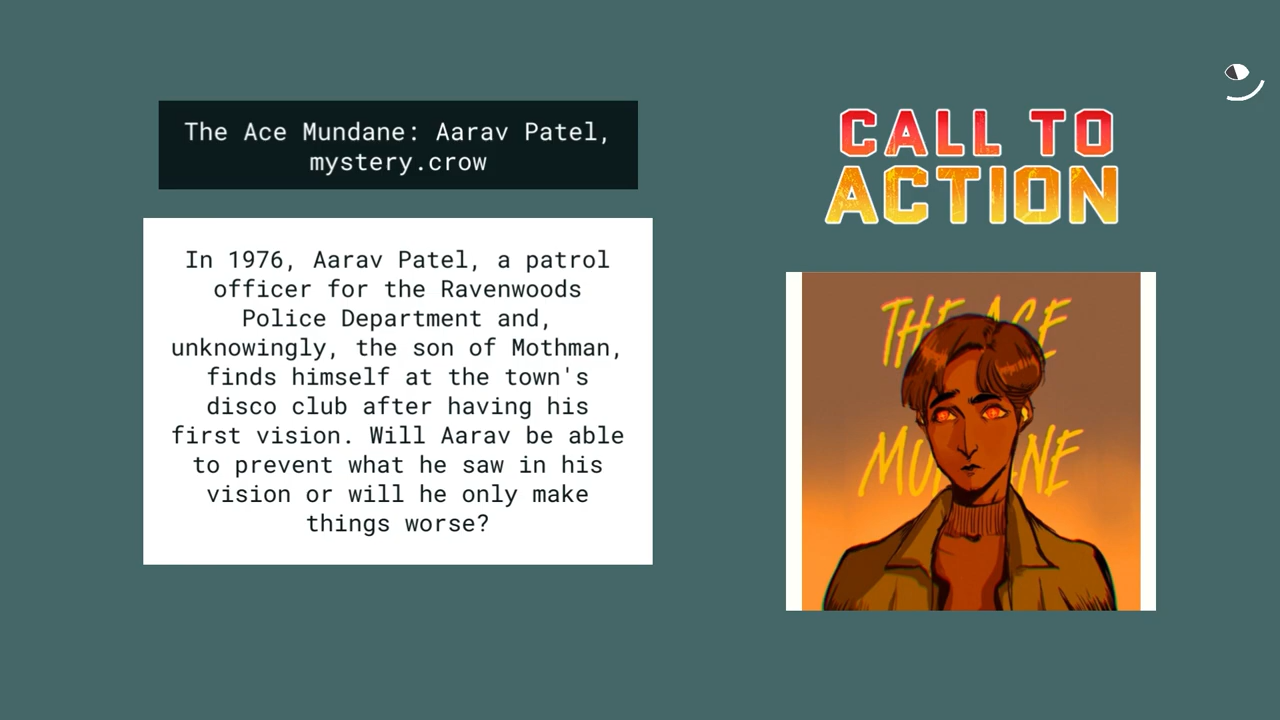 The Ace Mundane: Aarav Patel,
mystery.crow
In 1976, Aarav Patel, a patrol
officer for the Ravenwoods
Police Department and,
unknowingly, the son of Mothman,
finds himself at the town's
disco club after having his
first vision. Will Aarav be able
to prevent what he saw in his
vision or will he only make
things worse?
CALL TO
ACTION
THE ACE
MUNDANE